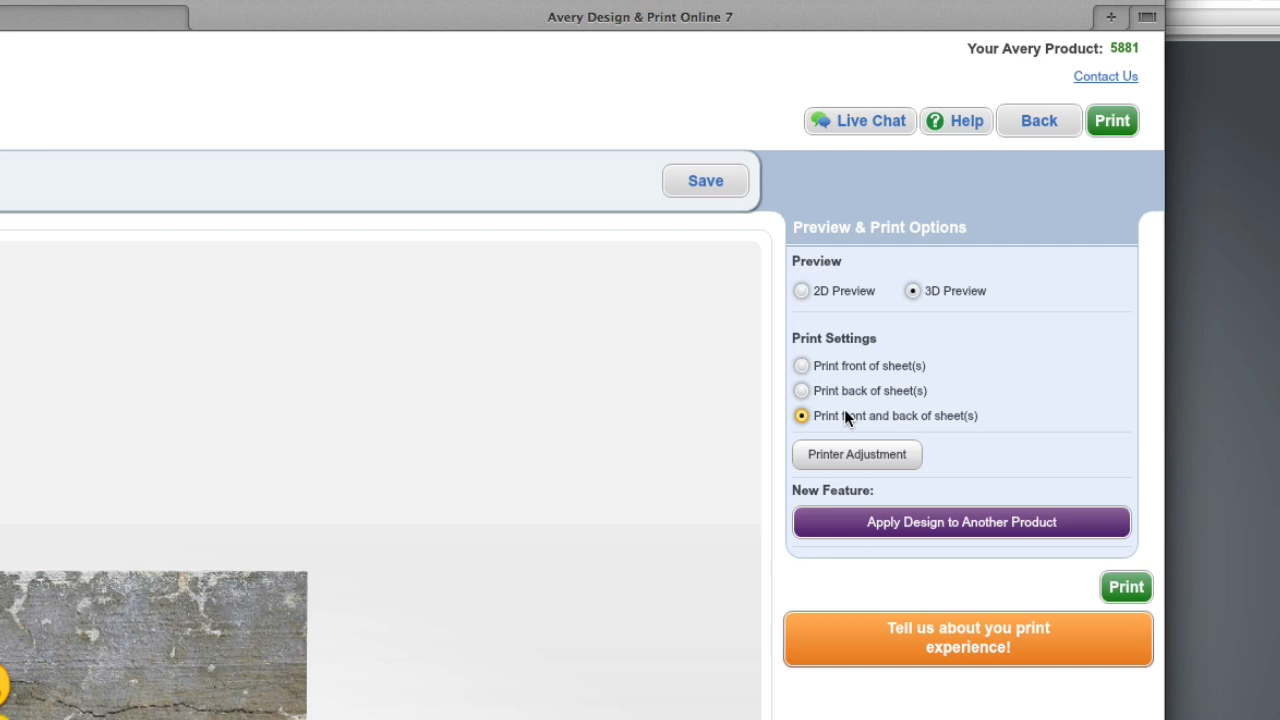 Avery Design & Print Online 7
Your Avery Product: 5881
Contact Us
Live Chat
Help
Back
Print
Save
Preview & Print Options
Preview
2D Preview
3D Preview
Print Settings
Print front of sheet(s)
Print back of sheet(s)
Print front and back of sheet(s)
Printer Adjustment
New Feature:
Apply Design to Another Product
Print
Tell us about you print
experience!